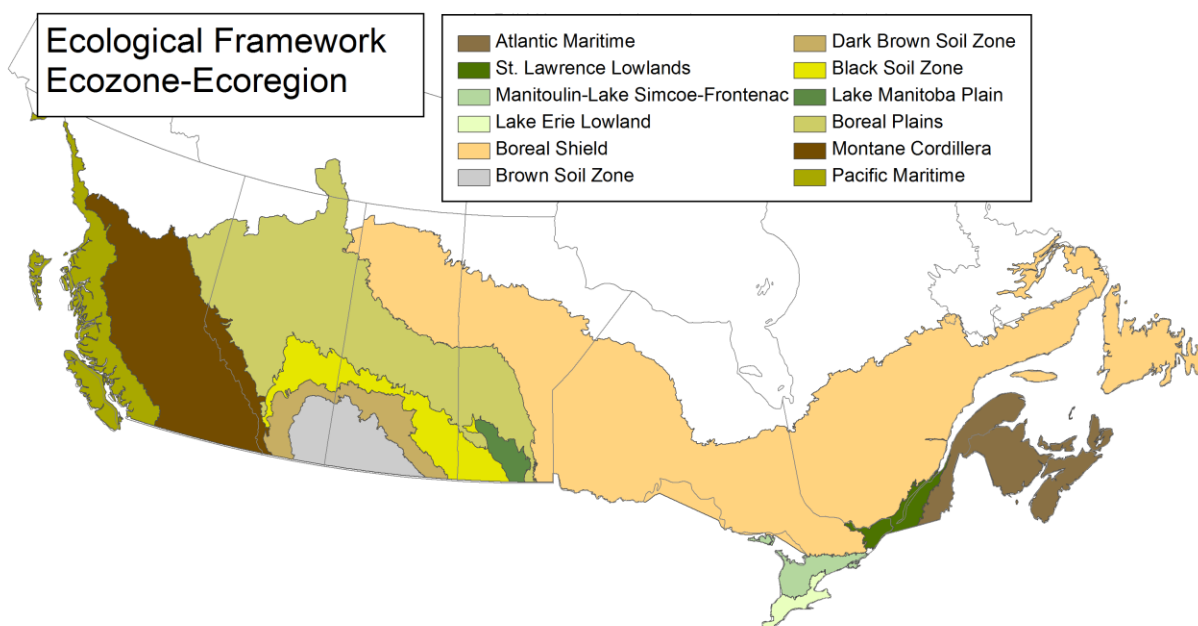 Ecological Framework
Ecozone-Ecoregion
Atlantic Maritime
St. Lawrence Lowlands
Manitoulin-Lake Simcoe-Frontenac
Lake Erie Lowland
Boreal Shield
Brown Soil Zone
Dark Brown Soil Zone
Black Soil Zone
Lake Manitoba Plain
Boreal Plains
Montane Cordillera
Pacific Maritime